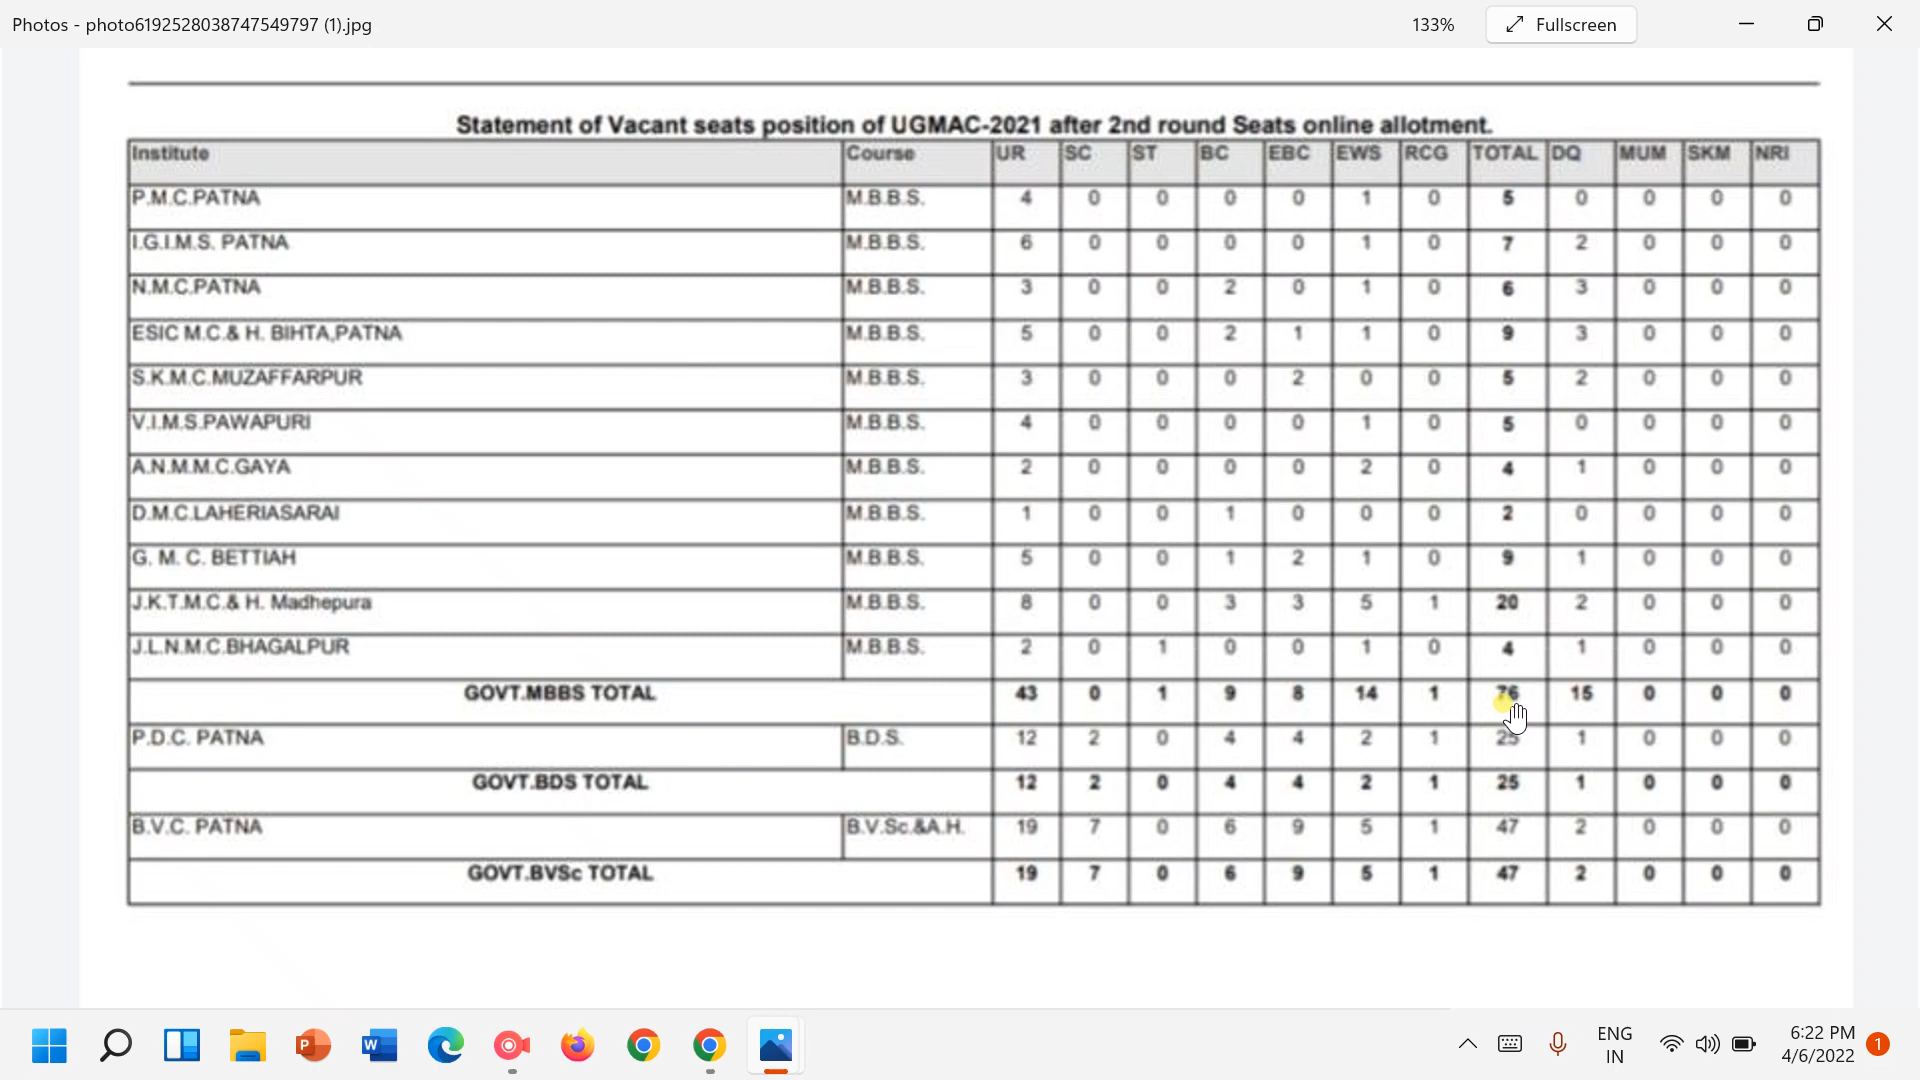 Photos - photo6192528038747549797 (1).jpg 133% Fullscreen
Statement of Vacant seats position of UGMAC-2021 after 2nd round Seats online allotment.
Institute Course UR SC ST BC EBC EWS RCG TOTAL DQ MUM SKM NRI
P.M.C.PATNA M.B.B.S. 4 0 0 0 0 1 0 5 0 0 0 0
I.G.I.M.S. PATNA M.B.B.S. 6 0 0 0 0 1 0 7 2 0 0 0
N.M.C.PATNA M.B.B.S. 3 0 0 2 0 1 0 6 3 0 0 0
ESIC M.C.& H. BIHTA,PATNA M.B.B.S. 5 0 0 2 1 1 0 9 3 0 0 0
S.K.M.C.MUZAFFARPUR M.B.B.S. 3 0 0 0 2 0 0 5 2 0 0 0
V.I.M.S.PAWAPURI M.B.B.S. 4 0 0 0 0 1 0 5 0 0 0 0
A.N.M.M.C.GAYA M.B.B.S. 2 0 0 0 0 2 0 4 1 0 0 0
D.M.C.LAHERIASARAI M.B.B.S. 1 0 0 1 0 0 0 2 0 0 0 0
G. M. C. BETTIAH M.B.B.S. 5 0 0 1 2 1 0 9 1 0 0 0
J.K.T.M.C.& H. Madhepura M.B.B.S. 8 0 0 3 3 5 1 20 2 0 0 0
J.L.N.M.C.BHAGALPUR M.B.B.S. 2 0 1 0 0 1 0 4 1 0 0 0
GOVT.MBBS TOTAL 43 0 1 9 8 14 1 76 15 0 0 0
P.D.C. PATNA B.D.S. 12 2 0 4 4 2 1 25 1 0 0 0
GOVT.BDS TOTAL 12 2 0 4 4 2 1 25 1 0 0 0
B.V.C. PATNA B.V.Sc.&A.H. 19 7 0 6 9 5 1 47 2 0 0 0
GOVT.BVSc TOTAL 19 7 0 6 9 5 1 47 2 0 0 0
ENG 6:22 PM
IN 4/6/2022 1